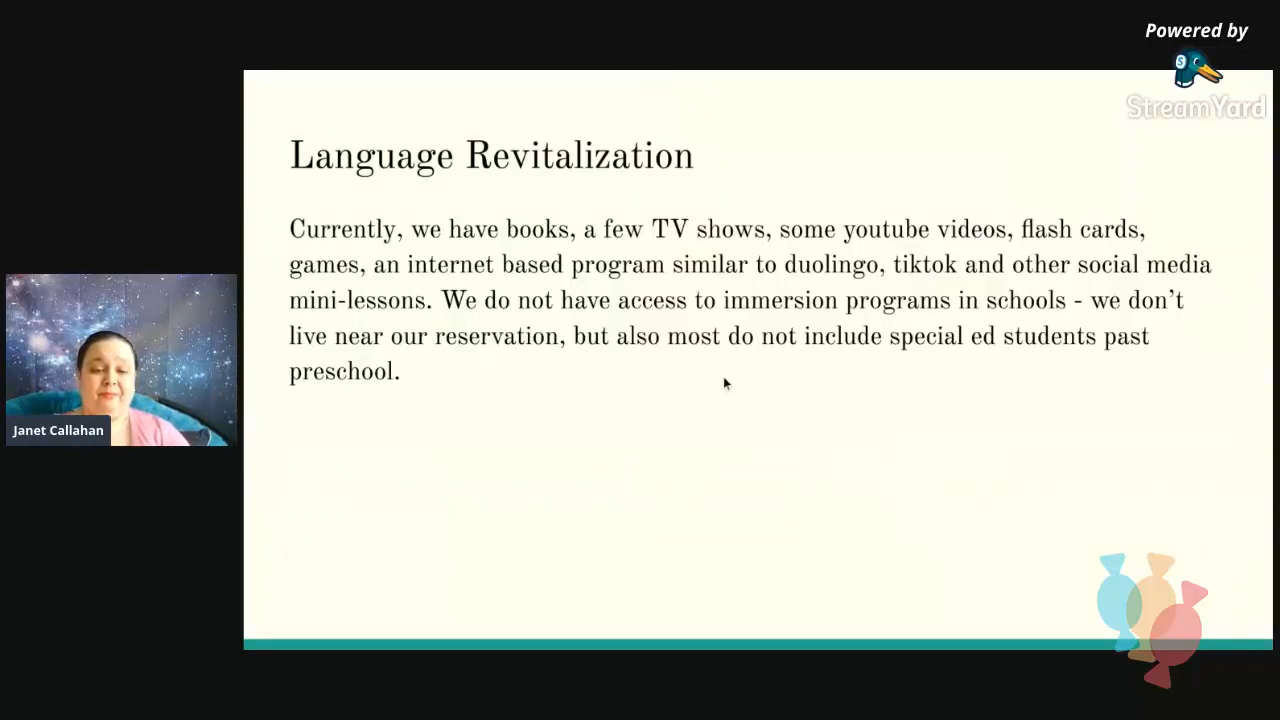 Powered by
StreamYard
Language Revitalization
Currently, we have books, a few TV shows, some youtube videos, flash cards,
games, an internet based program similar to duolingo, tiktok and other social media
mini-lessons. We do not have access to immersion programs in schools - we don't
live near our reservation, but also most do not include special ed students past
preschool.
Janet Callahan